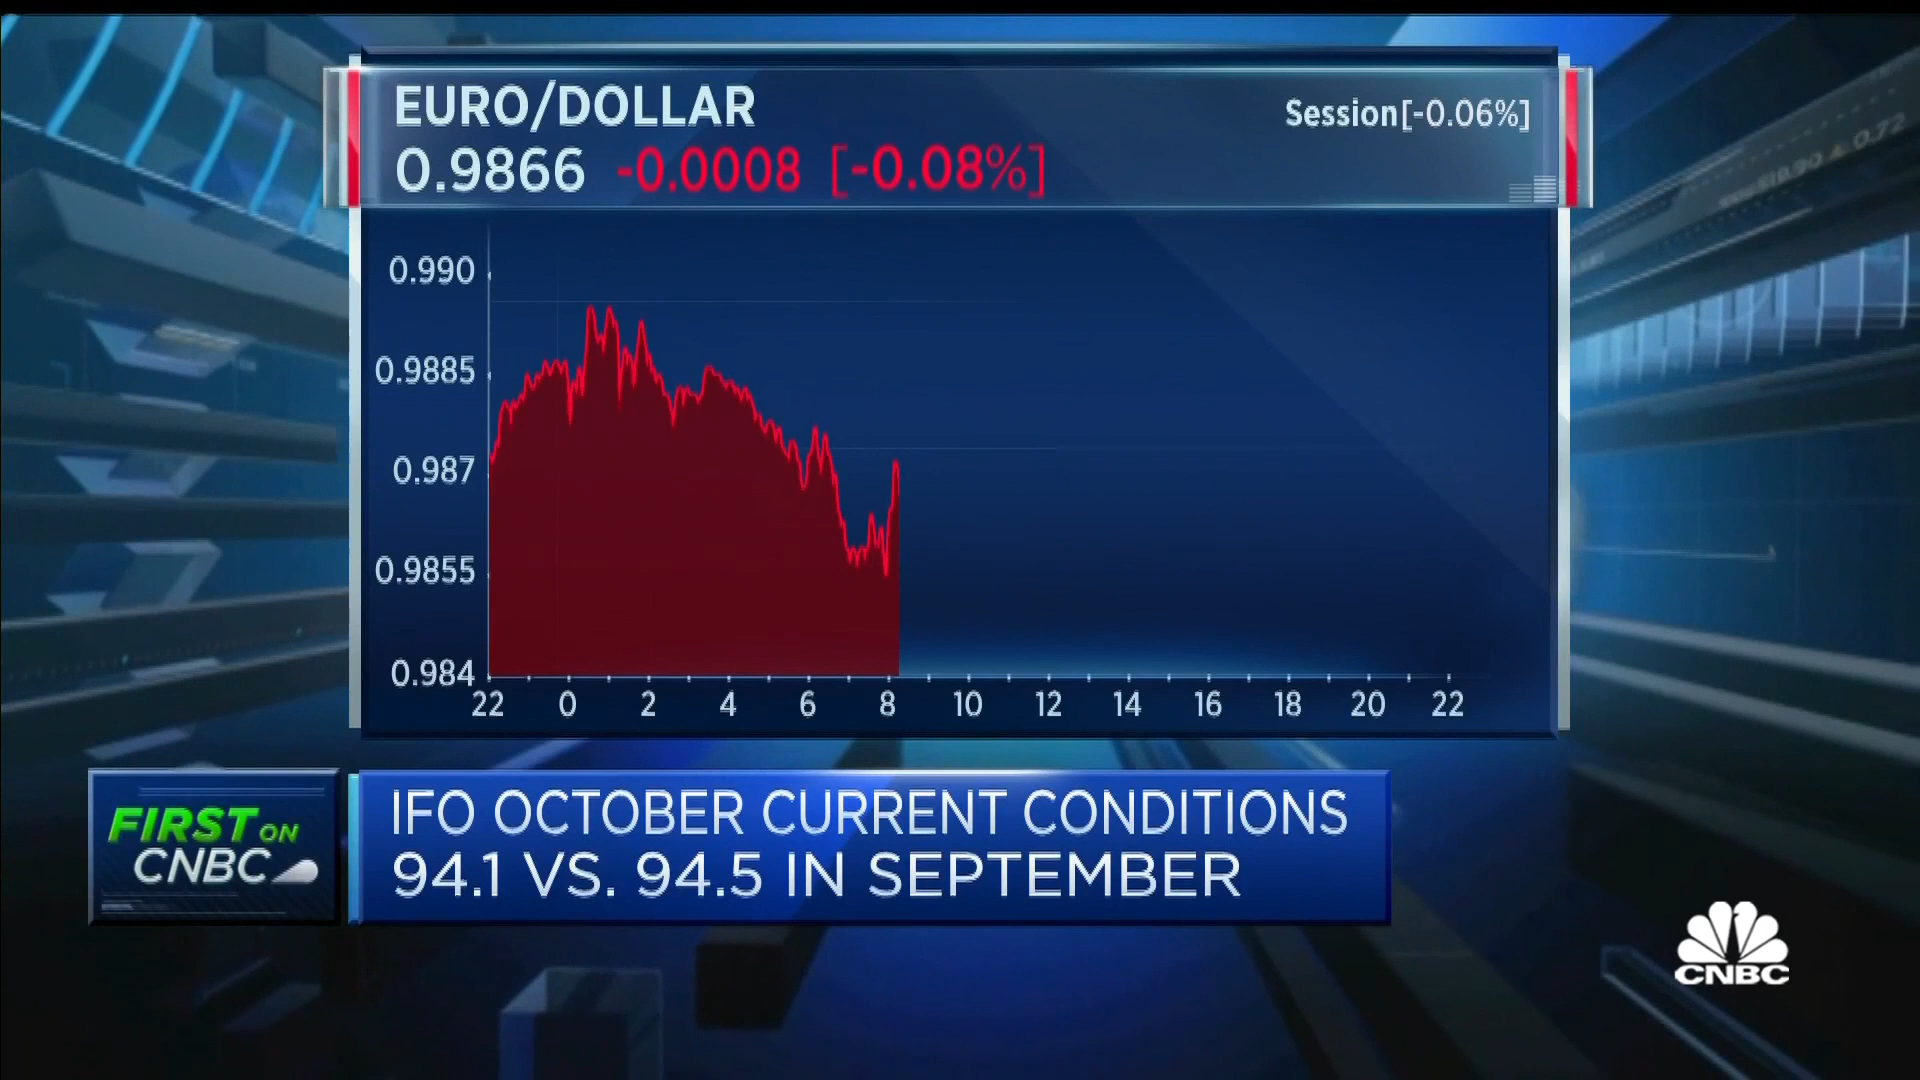 EURO/DOLLAR
Session[-0.06%]
0.9866 -0.0008 [-0.08%]
0.990
0.9885
0.987
0.9855
0.984
22 0 2 4 6 8 10 12 14 16 18 20 22
FIRST ON
CNBC
IFO OCTOBER CURRENT CONDITIONS
94.1 VS. 94.5 IN SEPTEMBER
CNBC